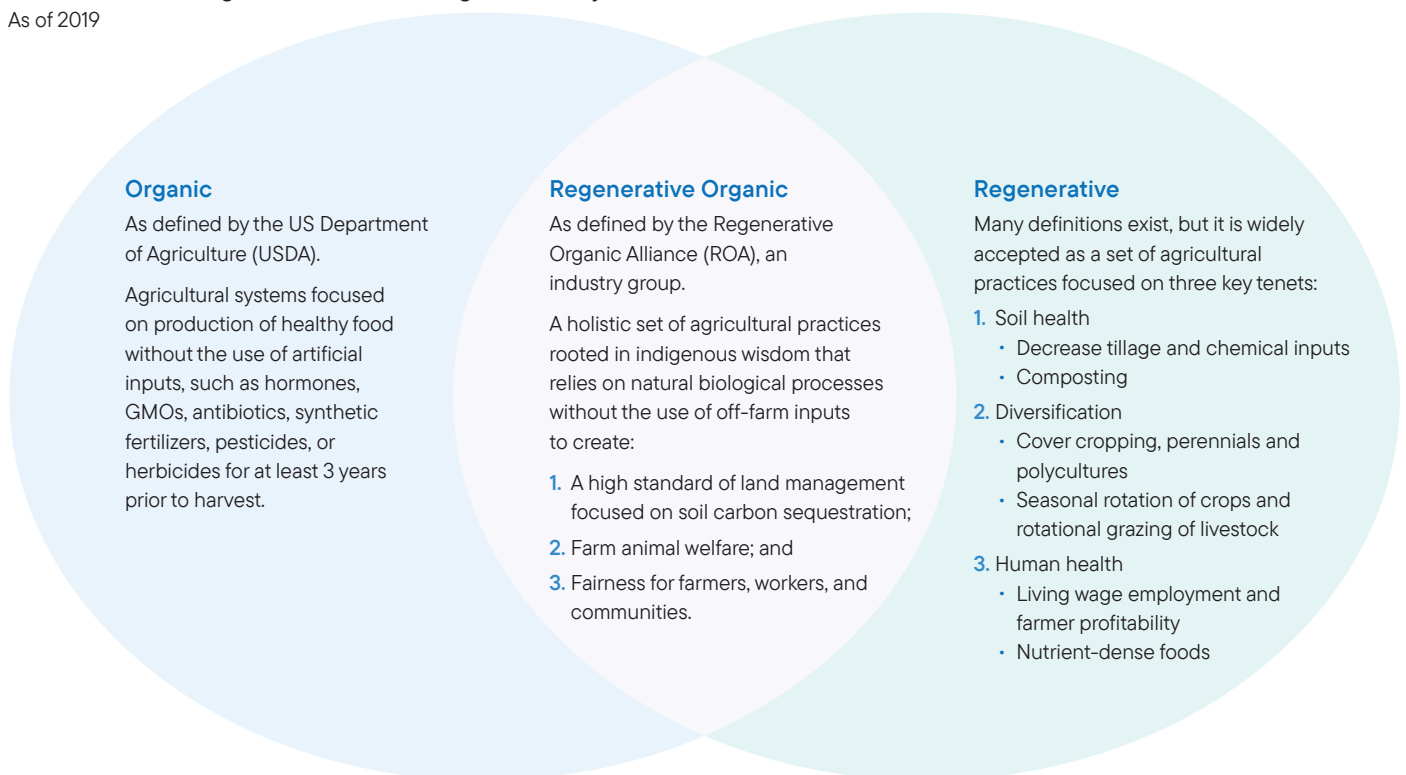 As of 2019
Organic
As defined by the US Department
of Agriculture (USDA).
Agricultural systems focused
on production of healthy food
without the use of artificial
inputs, such as hormones,
GMOs, antibiotics, synthetic
fertilizers, pesticides, or
herbicides for at least 3 years
prior to harvest.
Regenerative Organic
As defined by the Regenerative
Organic Alliance (ROA), an
industry group.
A holistic set of agricultural practices
rooted in indigenous wisdom that
relies on natural biological processes
without the use of off-farm inputs
to create:
1. A high standard of land management
focused on soil carbon sequestration;
2. Farm animal welfare; and
3. Fairness for farmers, workers, and
communities.
Regenerative
Many definitions exist, but it is widely
accepted as a set of agricultural
practices focused on three key tenets:
1. Soil health
• Decrease tillage and chemical inputs
• Composting
2. Diversification
• Cover cropping, perennials and
polycultures
• Seasonal rotation of crops and
rotational grazing of livestock
3. Human health
• Living wage employment and
farmer profitability
• Nutrient-dense foods